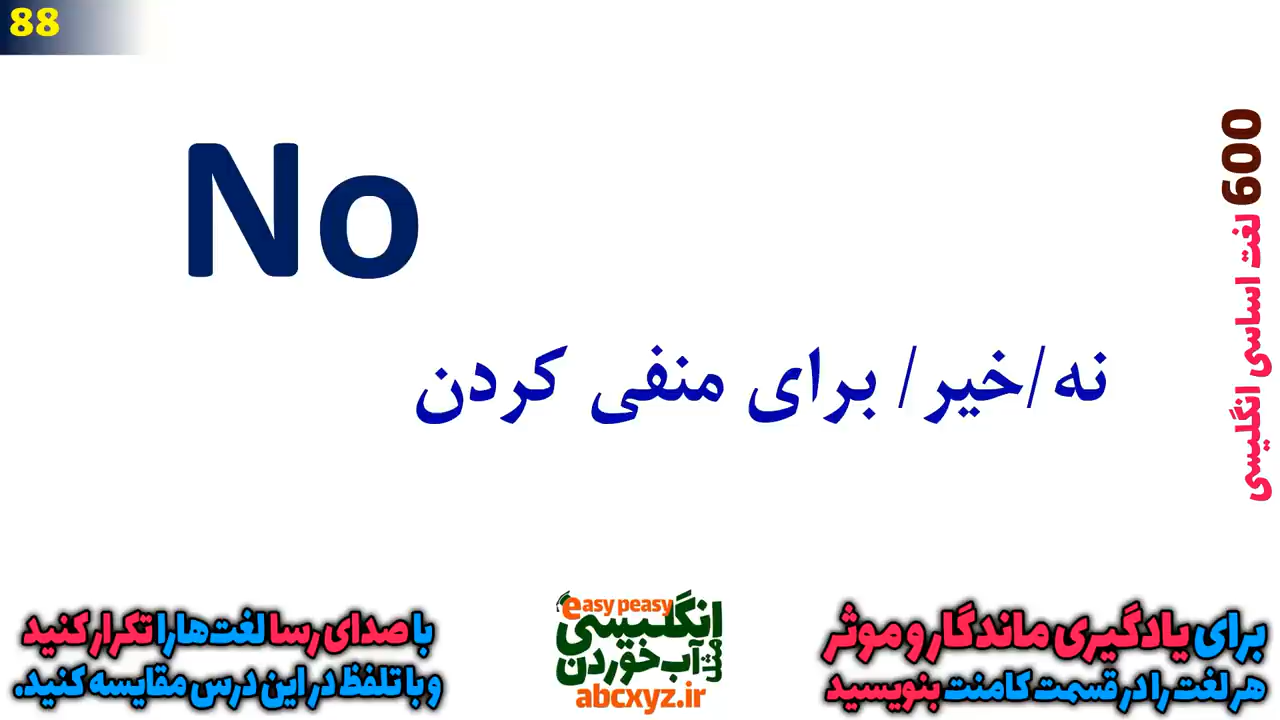 88
No
نه/خیر/ برای منفی کردن
600 لغت اساسی انگلیسی
برای یادگیری ماندگار و موثر
هر لغت را در قسمت کامنت بنویسید
easy peasy
انگلیسی
مثل آب خوردن
abcxyz.ir
با صدای رسا لغت‌ها را تکرار کنید
و با تلفظ در این درس مقایسه کنید.